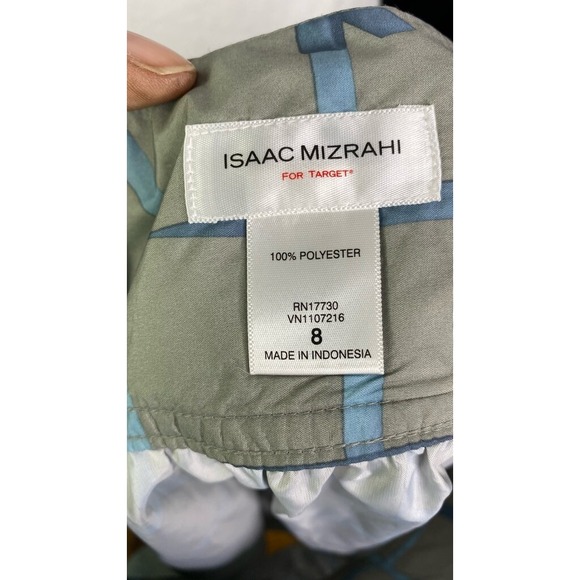 ISAAC MIZRAHI
FOR TARGET®
100% POLYESTER
RN17730
VN1107216
8
MADE IN INDONESIA